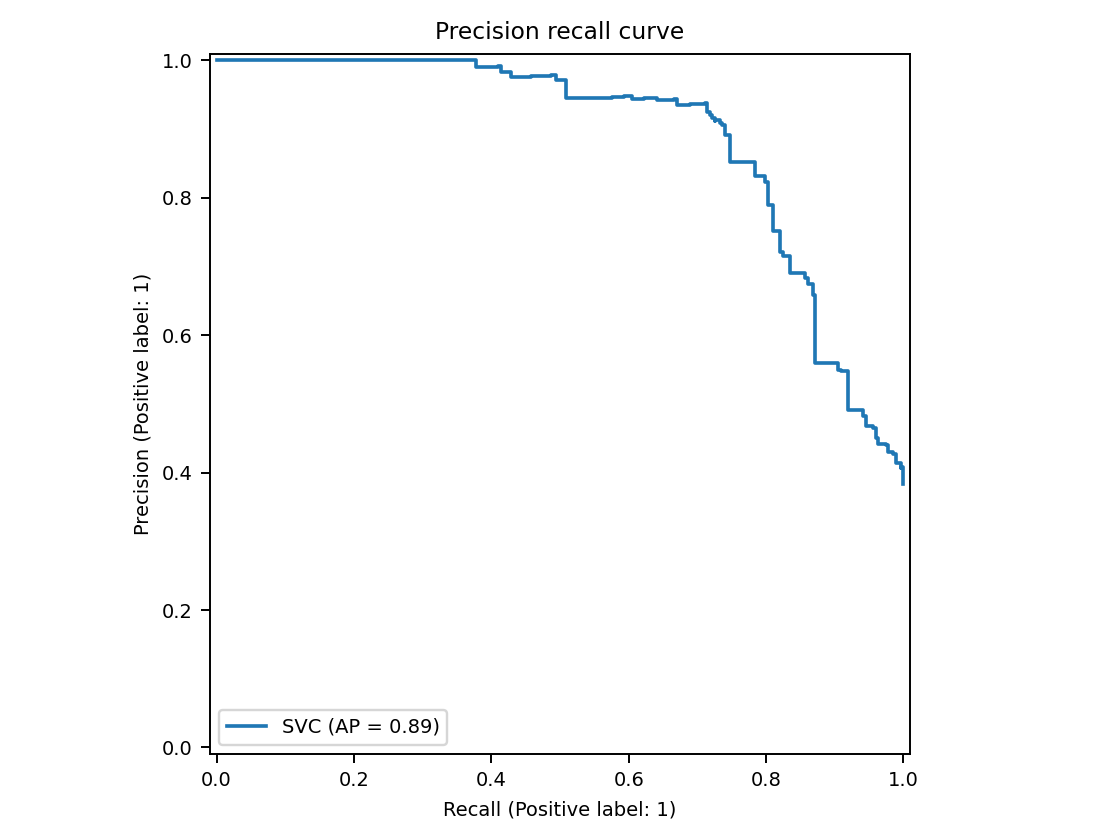 Precision recall curve
1.0
0.8
0.6
0.4
0.2
0.0
Precision (Positive label: 1)
SVC (AP = 0.89)
0.0 0.2 0.4 0.6 0.8 1.0
Recall (Positive label: 1)